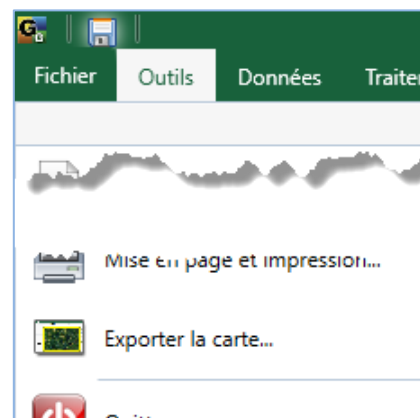 Fichier Outils Données
Mise en page et impression...
Exporter la carte...